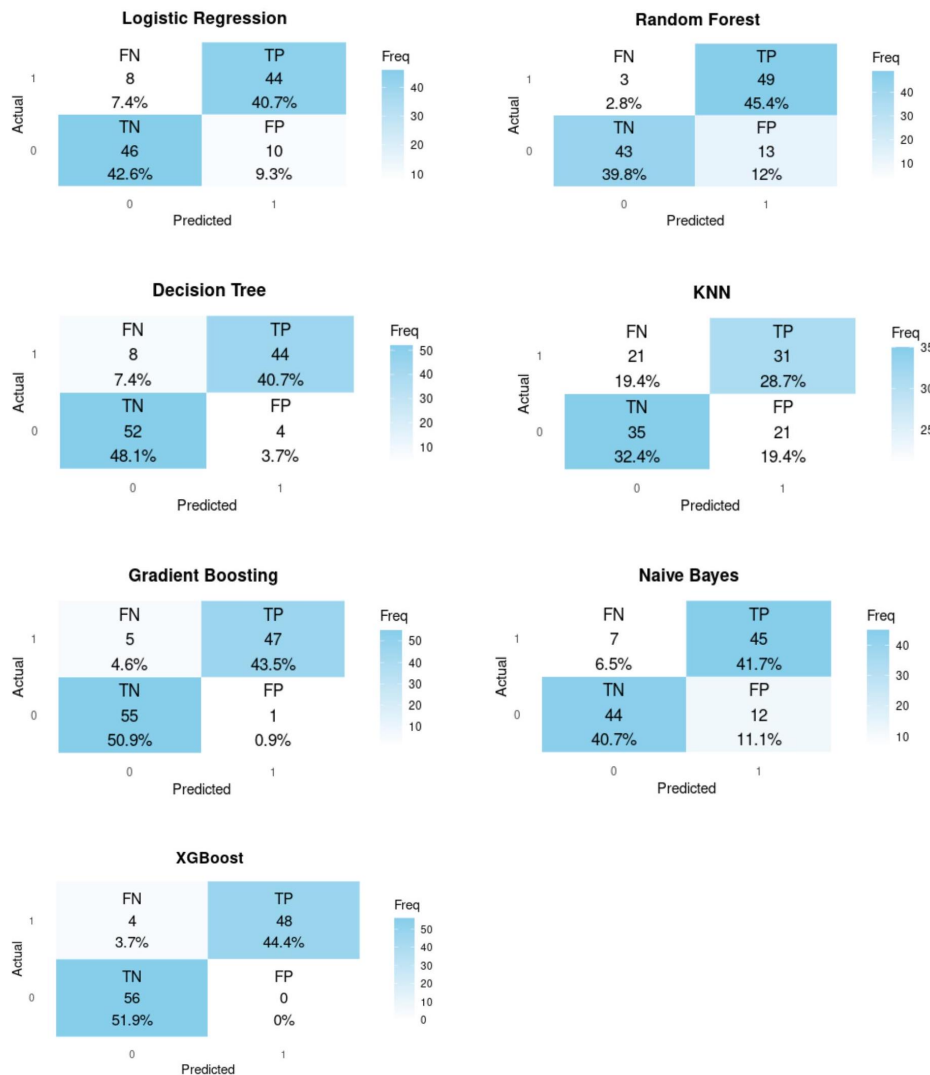 Logistic Regression
Actual
1
0
FN
8
7.4%
TP
44
40.7%
TN
46
42.6%
FP
10
9.3%
0
1
Predicted
Freq
40
30
20
10
Random Forest
Actual
1
0
FN
3
2.8%
TP
49
45.4%
TN
43
39.8%
FP
13
12%
0
1
Predicted
Freq
40
30
20
10
Decision Tree
Actual
1
0
FN
8
7.4%
TP
44
40.7%
TN
52
48.1%
FP
4
3.7%
0
1
Predicted
Freq
50
40
30
20
10
KNN
Actual
1
0
FN
21
19.4%
TP
31
28.7%
TN
35
32.4%
FP
21
19.4%
0
1
Predicted
Freq
35
30
25
Gradient Boosting
Actual
1
0
FN
5
4.6%
TP
47
43.5%
TN
55
50.9%
FP
1
0.9%
0
1
Predicted
Freq
50
40
30
20
10
Naive Bayes
Actual
1
0
FN
7
6.5%
TP
45
41.7%
TN
44
40.7%
FP
12
11.1%
0
1
Predicted
Freq
40
30
20
10
XGBoost
Actual
1
0
FN
4
3.7%
TP
48
44.4%
TN
56
51.9%
FP
0
0%
0
1
Predicted
Freq
50
40
30
20
10
0